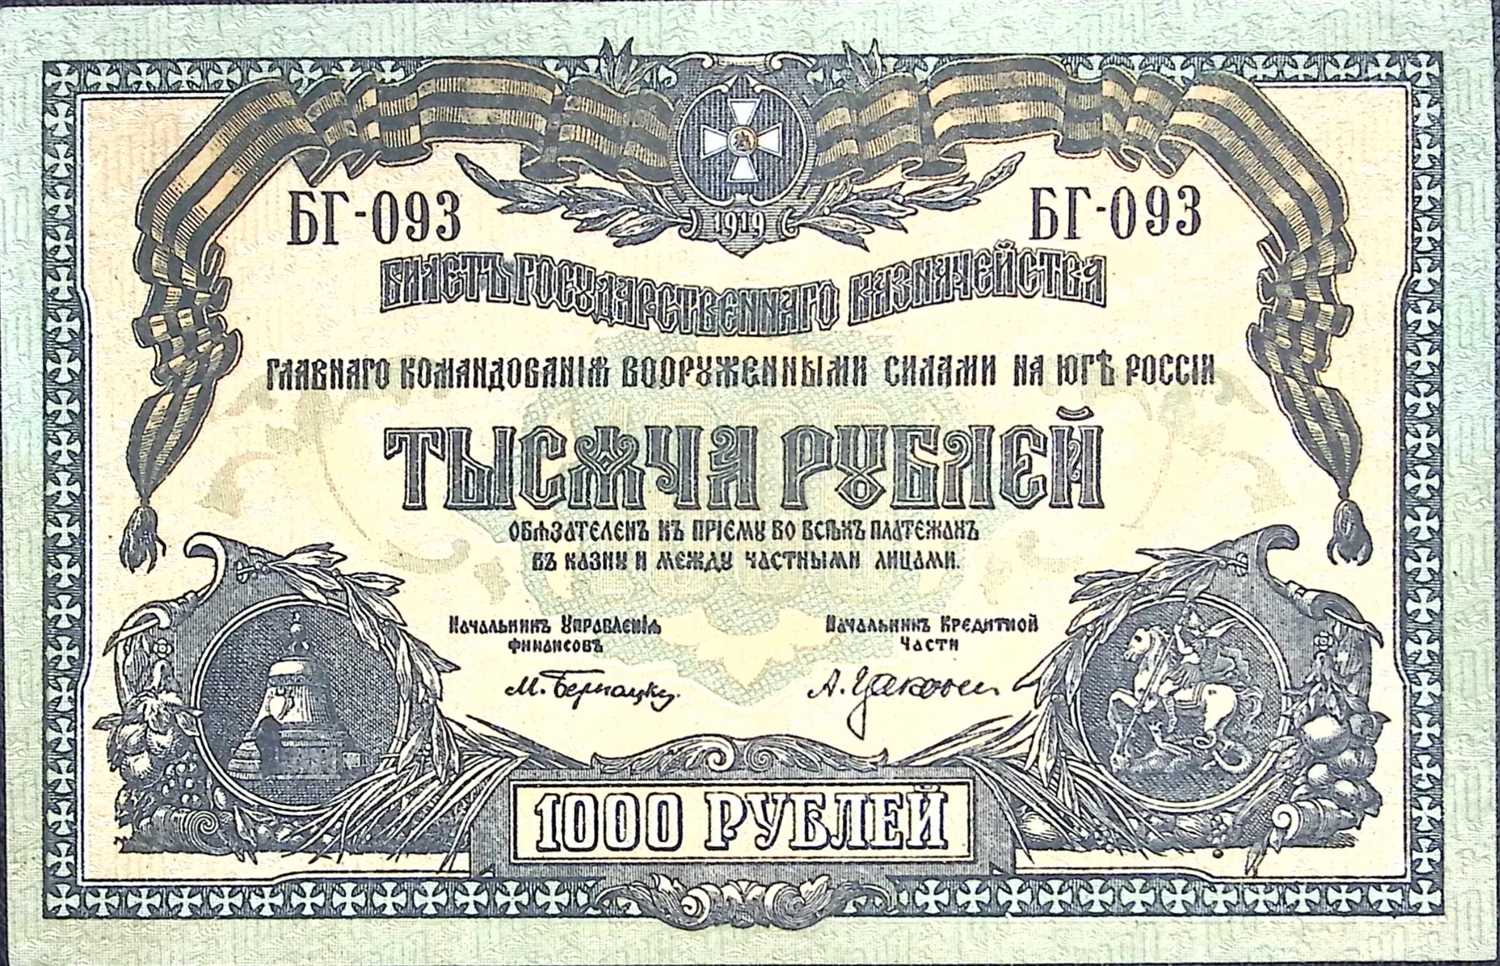 1919
БГ-093 БГ-093
БИЛЕТЪ ГОСУДАРСТВЕННАГО КАЗНАЧЕЙСТВА
ГЛАВНАГО КОМАНДОВАНІЯ ВООРУЖЕННЫМИ СИЛАМИ НА ЮГѢ РОССІИ
ТЫСЯЧА РУБЛЕЙ
ОБЯЗАТЕЛЕНЪ КЪ ПРІЕМУ ВО ВСѢХЪ ПЛАТЕЖАХЪ
ВЪ КАЗНУ И МЕЖДУ ЧАСТНЫМИ ЛИЦАМИ.
Начальникъ Управленія Начальникъ Кредитной
Финансовъ Части
М. Бернацкій
1000 РУБЛЕЙ